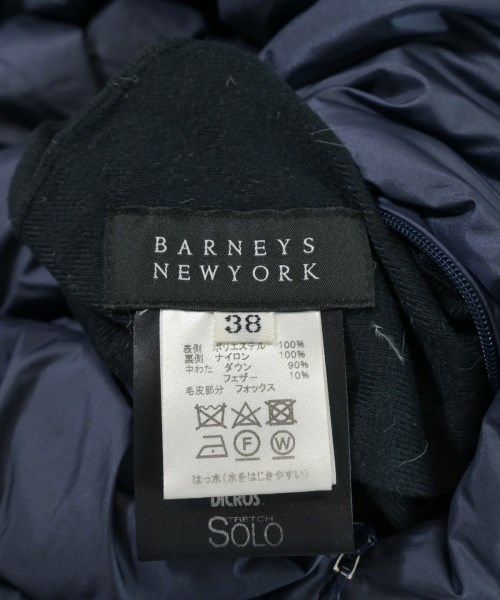 BARNEYS
NEWYORK
38
表側 ポリエステル 100%
裏側 ナイロン 100%
中わた ダウン 90%
フェザー 10%
毛皮部分 フォックス
F W
はっ水(水をはじきやすい)
DICROS
STRETCH
SOLO